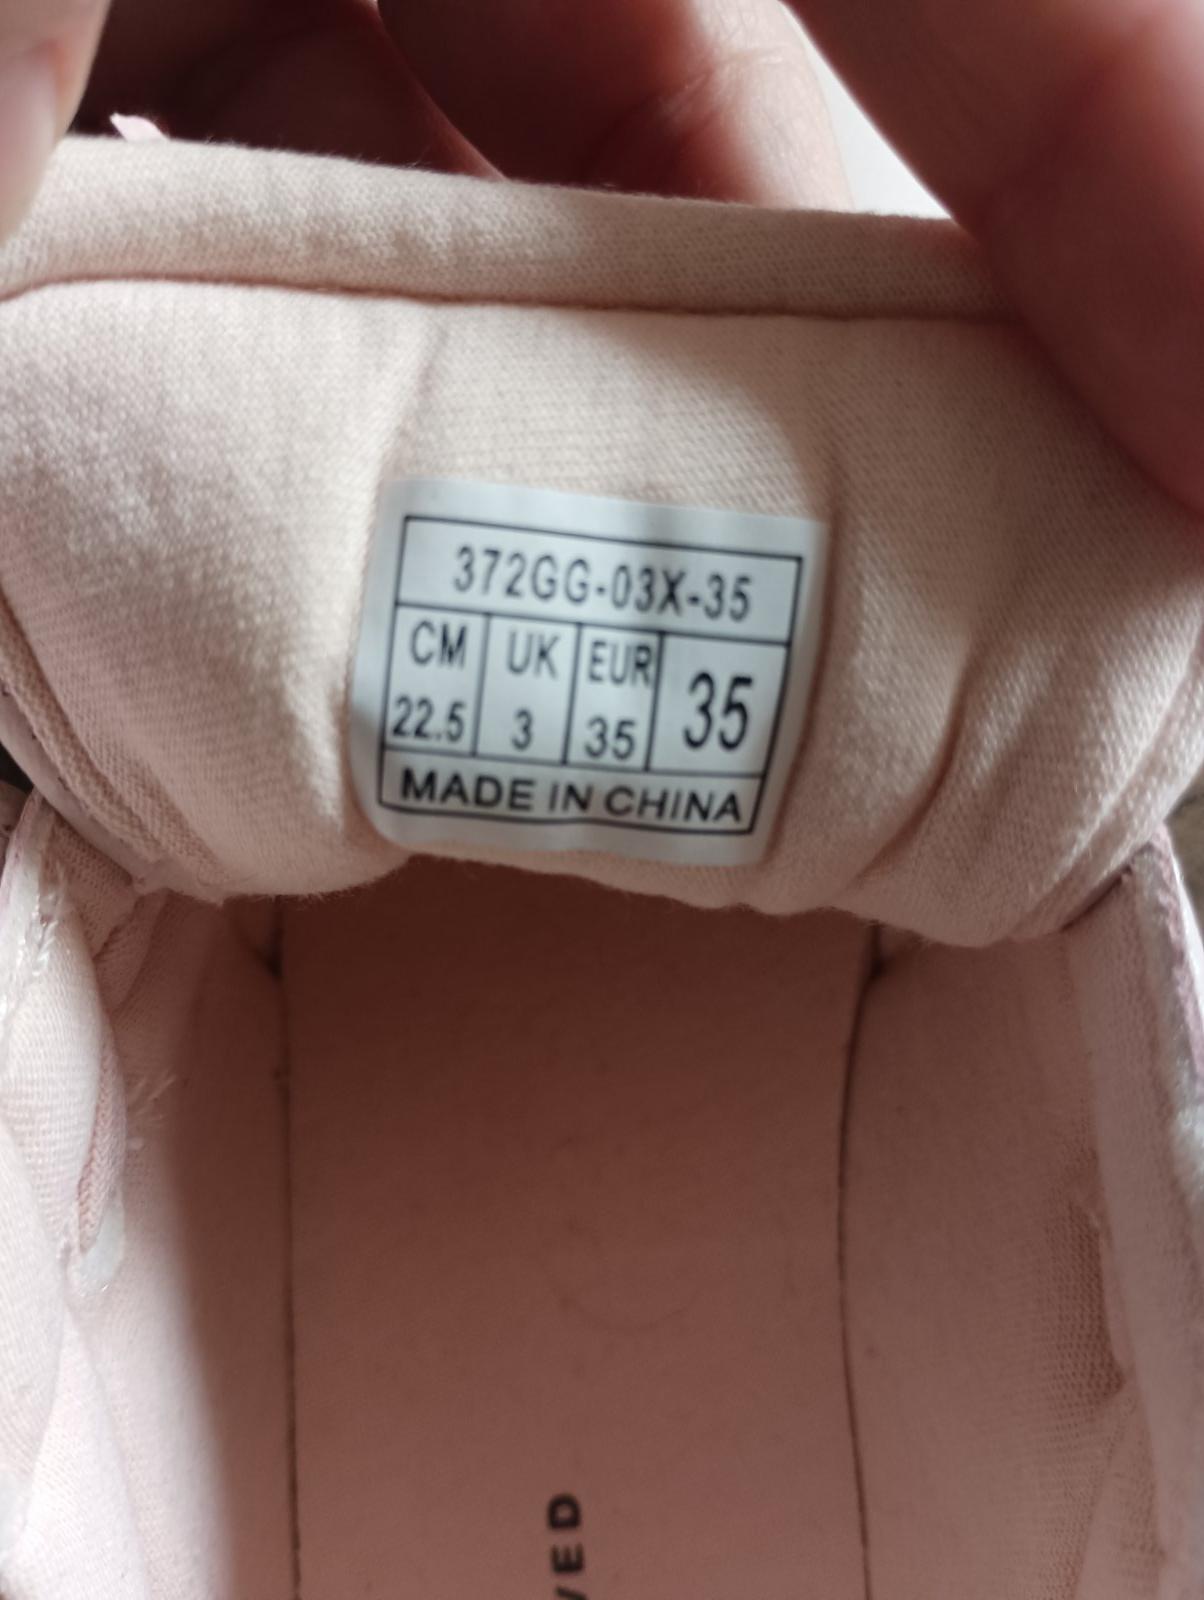 372GG-03X-35
CM UK EUR 35
22.5 3 35
MADE IN CHINA